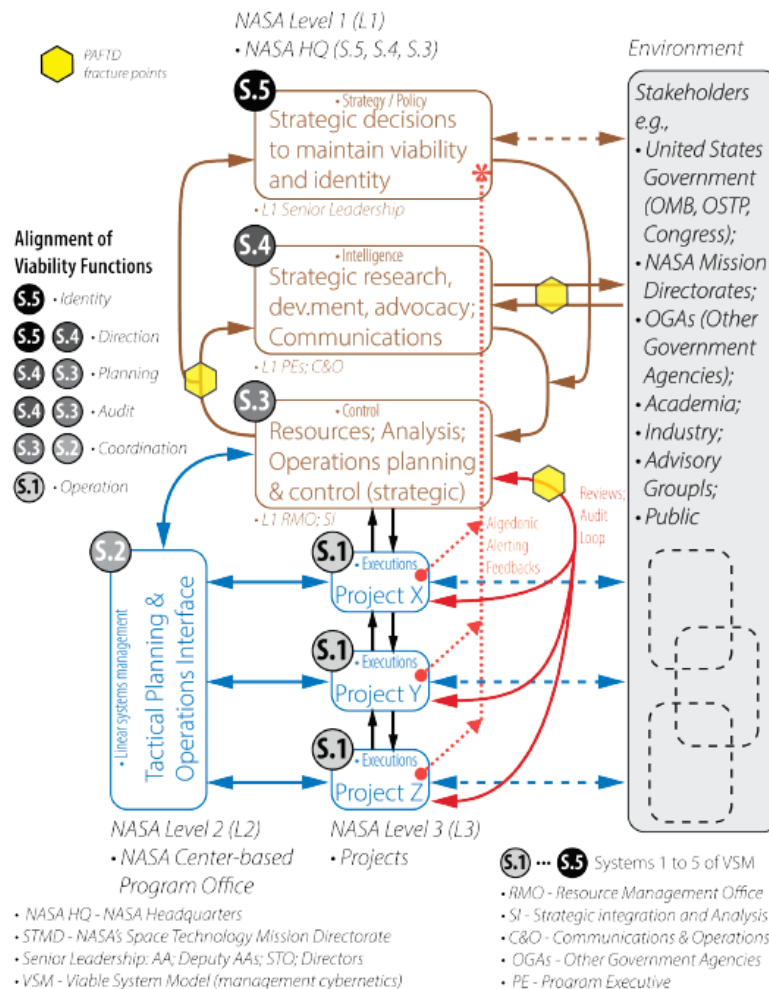 NASA Level 1 (L1)
• NASA HQ (S.5, S.4, S.3)
PAFTD
fracture points
Environment
S.5
• Strategy / Policy
Strategic decisions
to maintain viability
and identity
• L1 Senior Leadership
Stakeholders
e.g.,
• United States
Government
(OMB, OSTP,
Congress);
• NASA Mission
Directorates;
• OGAs (Other
Government
Agencies);
• Academia;
• Industry;
• Advisory
Groupls;
• Public
Alignment of
Viability Functions
S.5 • Identity
S.5 S.4 • Direction
S.4 S.3 • Planning
S.4 S.3 • Audit
S.3 S.2 • Coordination
S.1 • Operation
S.4
• Intelligence
Strategic research,
dev.ment, advocacy;
Communications
• L1 PEs; C&O
S.3
• Control
Resources; Analysis;
Operations planning
& control (strategic)
• L1 RMO; SI
Reviews;
Audit
Loop
Algedonic
Alerting
Feedbacks
S.2
• Linear systems management
Tactical Planning &
Operations Interface
S.1
• Executions
Project X
S.1
• Executions
Project Y
S.1
• Executions
Project Z
NASA Level 2 (L2)
• NASA Center-based
Program Office
NASA Level 3 (L3)
• Projects
S.1 ••• S.5 Systems 1 to 5 of VSM
• RMO - Resource Management Office
• SI - Strategic integration and Analysis
• C&O - Communications & Operations
• OGAs - Other Government Agencies
• PE - Program Executive
• NASA HQ - NASA Headquarters
• STMD - NASA's Space Technology Mission Directorate
• Senior Leadership: AA; Deputy AAs; STO; Directors
• VSM - Viable System Model (management cybernetics)